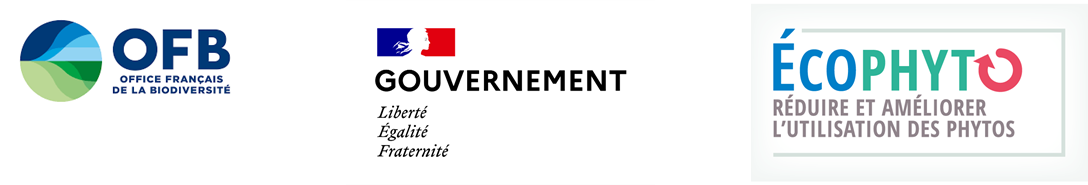 OFB
OFFICE FRANÇAIS
DE LA BIODIVERSITÉ
GOUVERNEMENT
Liberté
Égalité
Fraternité
ÉCOPHYTO
RÉDUIRE ET AMÉLIORER
L'UTILISATION DES PHYTOS